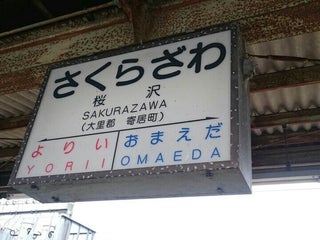 さくらざわ
桜沢
SAKURAZAWA
(大里郡 寄居町)
よりい おまえだ
YORII OMAEDA